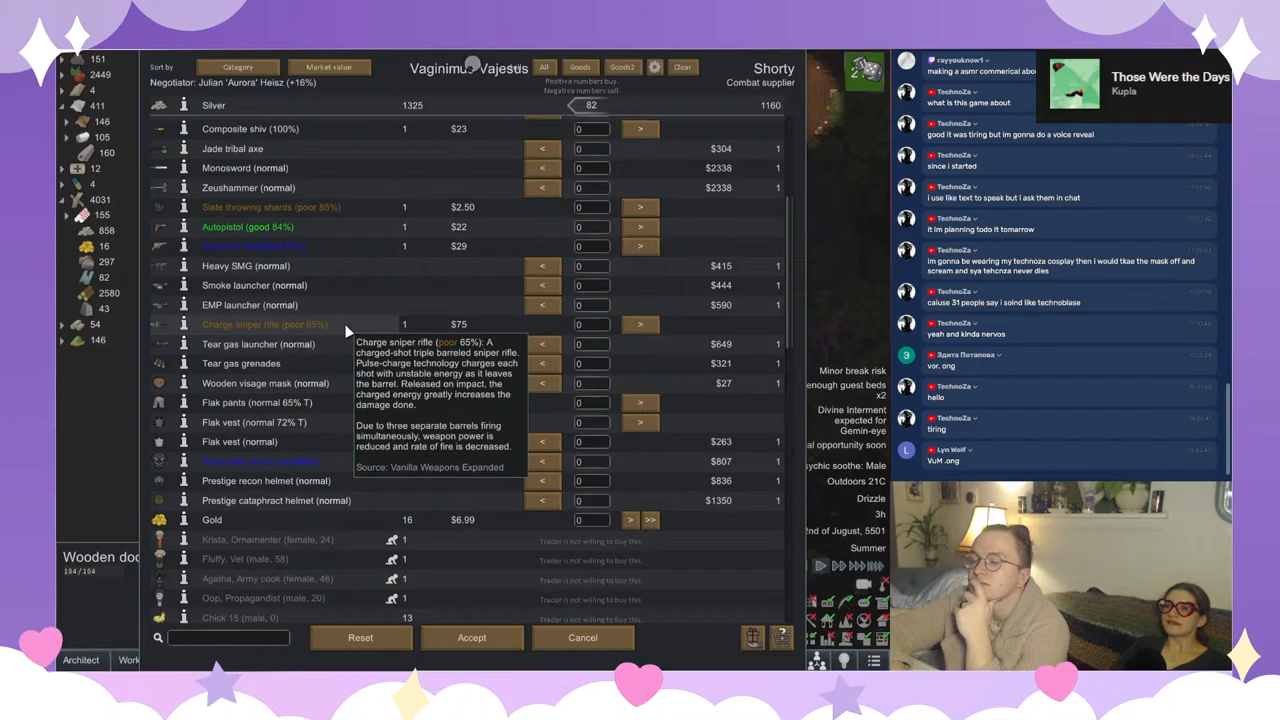 151
2449
4
411
146
105
160
12
4
4031
155
858
16
297
82
2580
43
54
146
Wooden doo
104/104
Architect
Work
Sort by
Category
Market value
Vaginimus Vajestus
All
Goods
Goods2
Clear
Shorty
Negotiator: Julian 'Aurora' Heisz (+16%)
Positive numbers buy.
Negative numbers sell.
Combat supplier
Silver 1325 82 1160
Composite shiv (100%) 1 $23 0 >
Jade tribal axe < 0 $304 1
Monosword (normal) < 0 $2338 1
Zeushammer (normal) < 0 $2338 1
Slate throwing shards (poor 85%) 1 $2.50 0 >
Autopistol (good 84%) 1 $22 0 >
1 $29 0 >
Heavy SMG (normal) < 0 $415 1
Smoke launcher (normal) < 0 $444 1
EMP launcher (normal) < 0 $590 1
Charge sniper rifle (poor 65%) 1 $75 0 >
Tear gas launcher (normal) < 0 $649 1
Tear gas grenades < 0 $321 1
Wooden visage mask (normal) < 0 $27 1
Flak pants (normal 65% T) 0 >
Flak vest (normal 72% T) 0 >
Flak vest (normal) < 0 $263 1
< 0 $807 1
Prestige recon helmet (normal) < 0 $836 1
Prestige cataphract helmet (normal) < 0 $1350 1
Gold 16 $6.99 0 > >>
Krista, Ornamenter (female, 24) 1 Trader is not willing to buy this.
Fluffy, Vet (male, 58) 1 Trader is not willing to buy this.
Agatha, Army cook (female, 46) 1 Trader is not willing to buy this.
Oop, Propagandist (male, 20) 1 Trader is not willing to buy this.
Chick 15 (male, 0) 13
Charge sniper rifle (poor 65%): A
charged-shot triple barreled sniper rifle.
Pulse-charge technology charges each
shot with unstable energy as it leaves
the barrel. Released on impact, the
charged energy greatly increases the
damage done.
Due to three separate barrels firing
simultaneously, weapon power is
reduced and rate of fire is decreased.
Source: Vanilla Weapons Expanded
Reset
Accept
Cancel
Minor break risk
enough guest beds
x2
Divine Interment
expected for
Gemin-eye
al opportunity soon
sychic soothe: Male
Outdoors 21C
Drizzle
3h
2nd of August, 5501
Summer
rayyouknow1
making a asmr commerical abo
TechnoZa
what is this game about
TechnoZa
good it was tiring but im gonna do a voice reveal
TechnoZa
since i started
TechnoZa
i use like text to speak but i ask them in chat
TechnoZa
it im planning todo it tomorrow
TechnoZa
im gonna be wearing my technoza cosplay then i would tkae the mask off and
scream and sya tehcnza never dies
TechnoZa
caiuse 31 people say i soind like technoblase
TechnoZa
yeah and kinda nervos
Здита Потапова
vor. ong
TechnoZa
hello
TechnoZa
tiring
Lyn Wolf
VuM .ong
Those Were the Days
Kupla